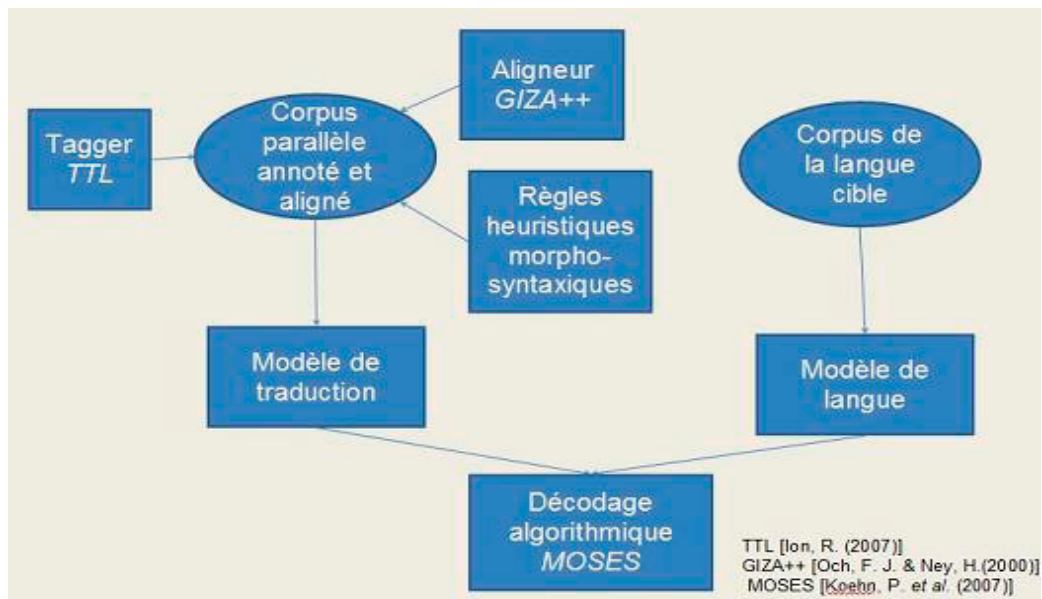 Aligneur
GIZA++
Tagger
TTL
Corpus
parallèle
annoté et
aligné
Corpus de
la langue
cible
Règles
heuristiques
morpho-
syntaxiques
Modèle de
traduction
Modèle de
langue
Décodage
algorithmique
MOSES
TTL [Ion, R. (2007)]
GIZA++ [Och, F. J. & Ney, H.(2000)]
MOSES [Koehn, P. et al. (2007)]